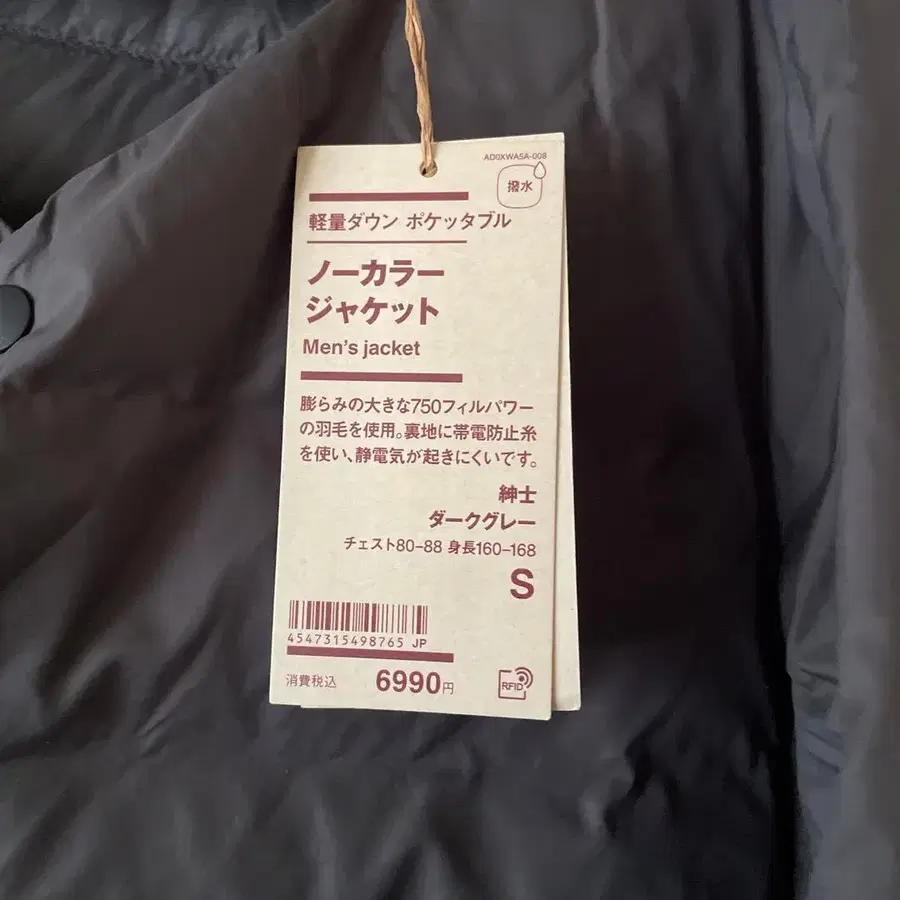 AD0XWA5A-008
撥水
軽量ダウン ポケッタブル
ノーカラー
ジャケット
Men's jacket
膨らみの大きな750フィルパワー
の羽毛を使用。裏地に帯電防止糸
を使い、静電気が起きにくいです。
紳士
ダークグレー
チェスト80–88 身長160–168
S
4547315498765 JP
消費税込 6990円
RFID